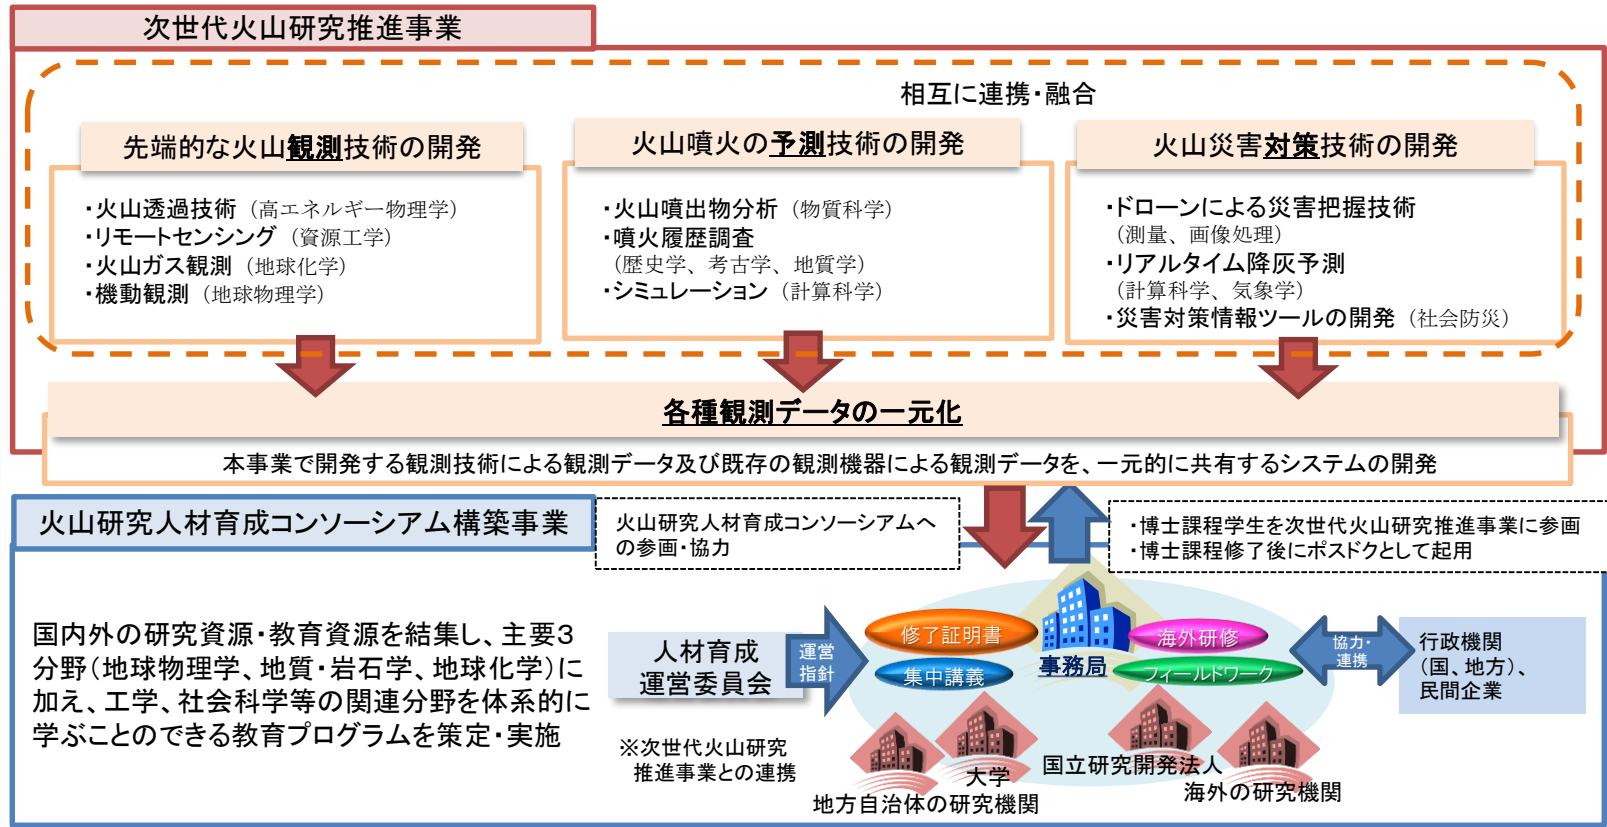 次世代火山研究推進事業
相互に連携・融合
先端的な火山観測技術の開発
・火山透過技術（高エネルギー物理学）
・リモートセンシング（資源工学）
・火山ガス観測（地球化学）
・機動観測（地球物理学）
火山噴火の予測技術の開発
・火山噴出物分析（物質科学）
・噴火履歴調査
（歴史学、考古学、地質学）
・シミュレーション（計算科学）
火山災害対策技術の開発
・ドローンによる災害把握技術
（測量、画像処理）
・リアルタイム降灰予測
（計算科学、気象学）
・災害対策情報ツールの開発（社会防災）
各種観測データの一元化
本事業で開発する観測技術による観測データ及び既存の観測機器による観測データを、一元的に共有するシステムの開発
火山研究人材育成コンソーシアム構築事業
火山研究人材育成コンソーシアムへ
の参画・協力
・博士課程学生を次世代火山研究推進事業に参画
・博士課程修了後にポスドクとして起用
国内外の研究資源・教育資源を結集し、主要３
分野（地球物理学、地質・岩石学、地球化学）に
加え、工学、社会科学等の関連分野を体系的に
学ぶことのできる教育プログラムを策定・実施
人材育成
運営委員会
運営
指針
※次世代火山研究
推進事業との連携
修了証明書
集中講義
事務局
海外研修
フィールドワーク
協力・
連携
行政機関
（国、地方）、
民間企業
大学
地方自治体の研究機関
国立研究開発法人
海外の研究機関